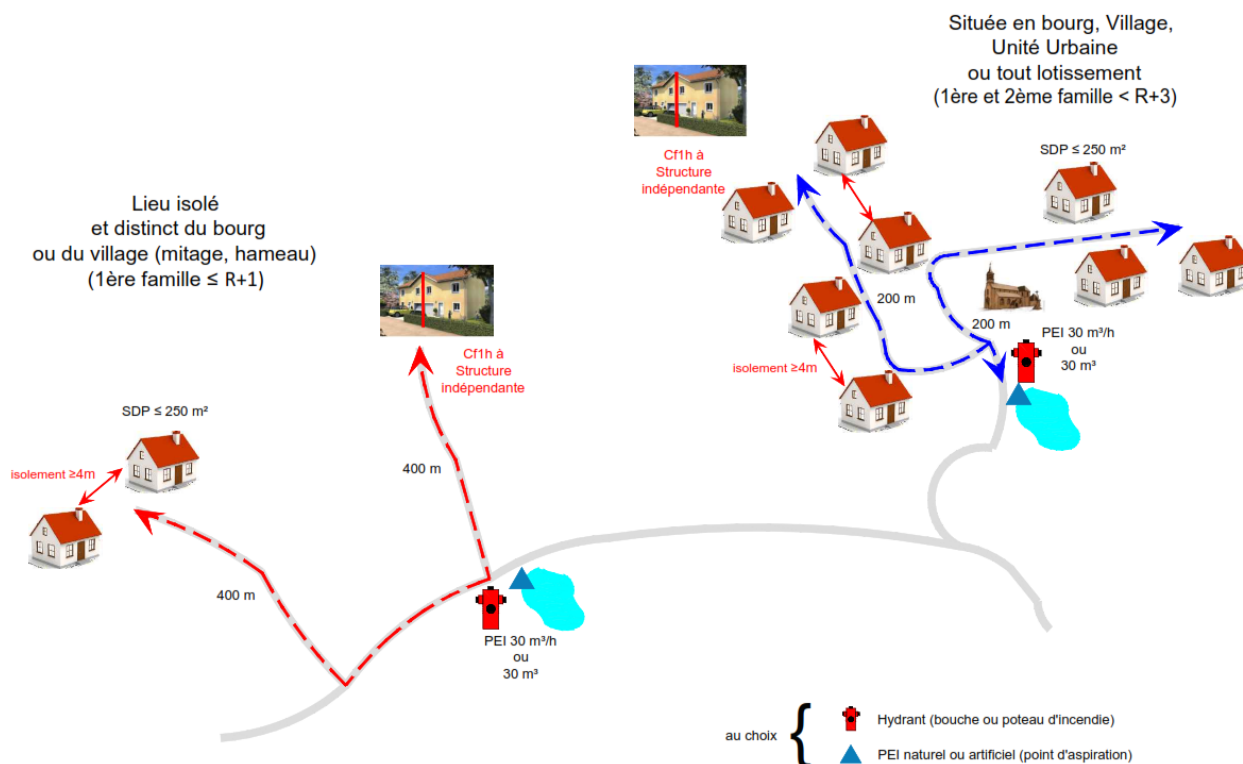 Située en bourg, Village,
Unité Urbaine
ou tout lotissement
(1ère et 2ème famille < R+3)
Cf1h à
Structure
indépendante
SDP ≤ 250 m²
Lieu isolé
et distinct du bourg
ou du village (mitage, hameau)
(1ère famille ≤ R+1)
200 m
200 m
PEI 30 m³/h
ou
30 m³
isolement ≥4m
Cf1h à
Structure
indépendante
SDP ≤ 250 m²
isolement ≥4m
400 m
400 m
PEI 30 m³/h
ou
30 m³
au choix
{
Hydrant (bouche ou poteau d'incendie)
PEI naturel ou artificiel (point d'aspiration)